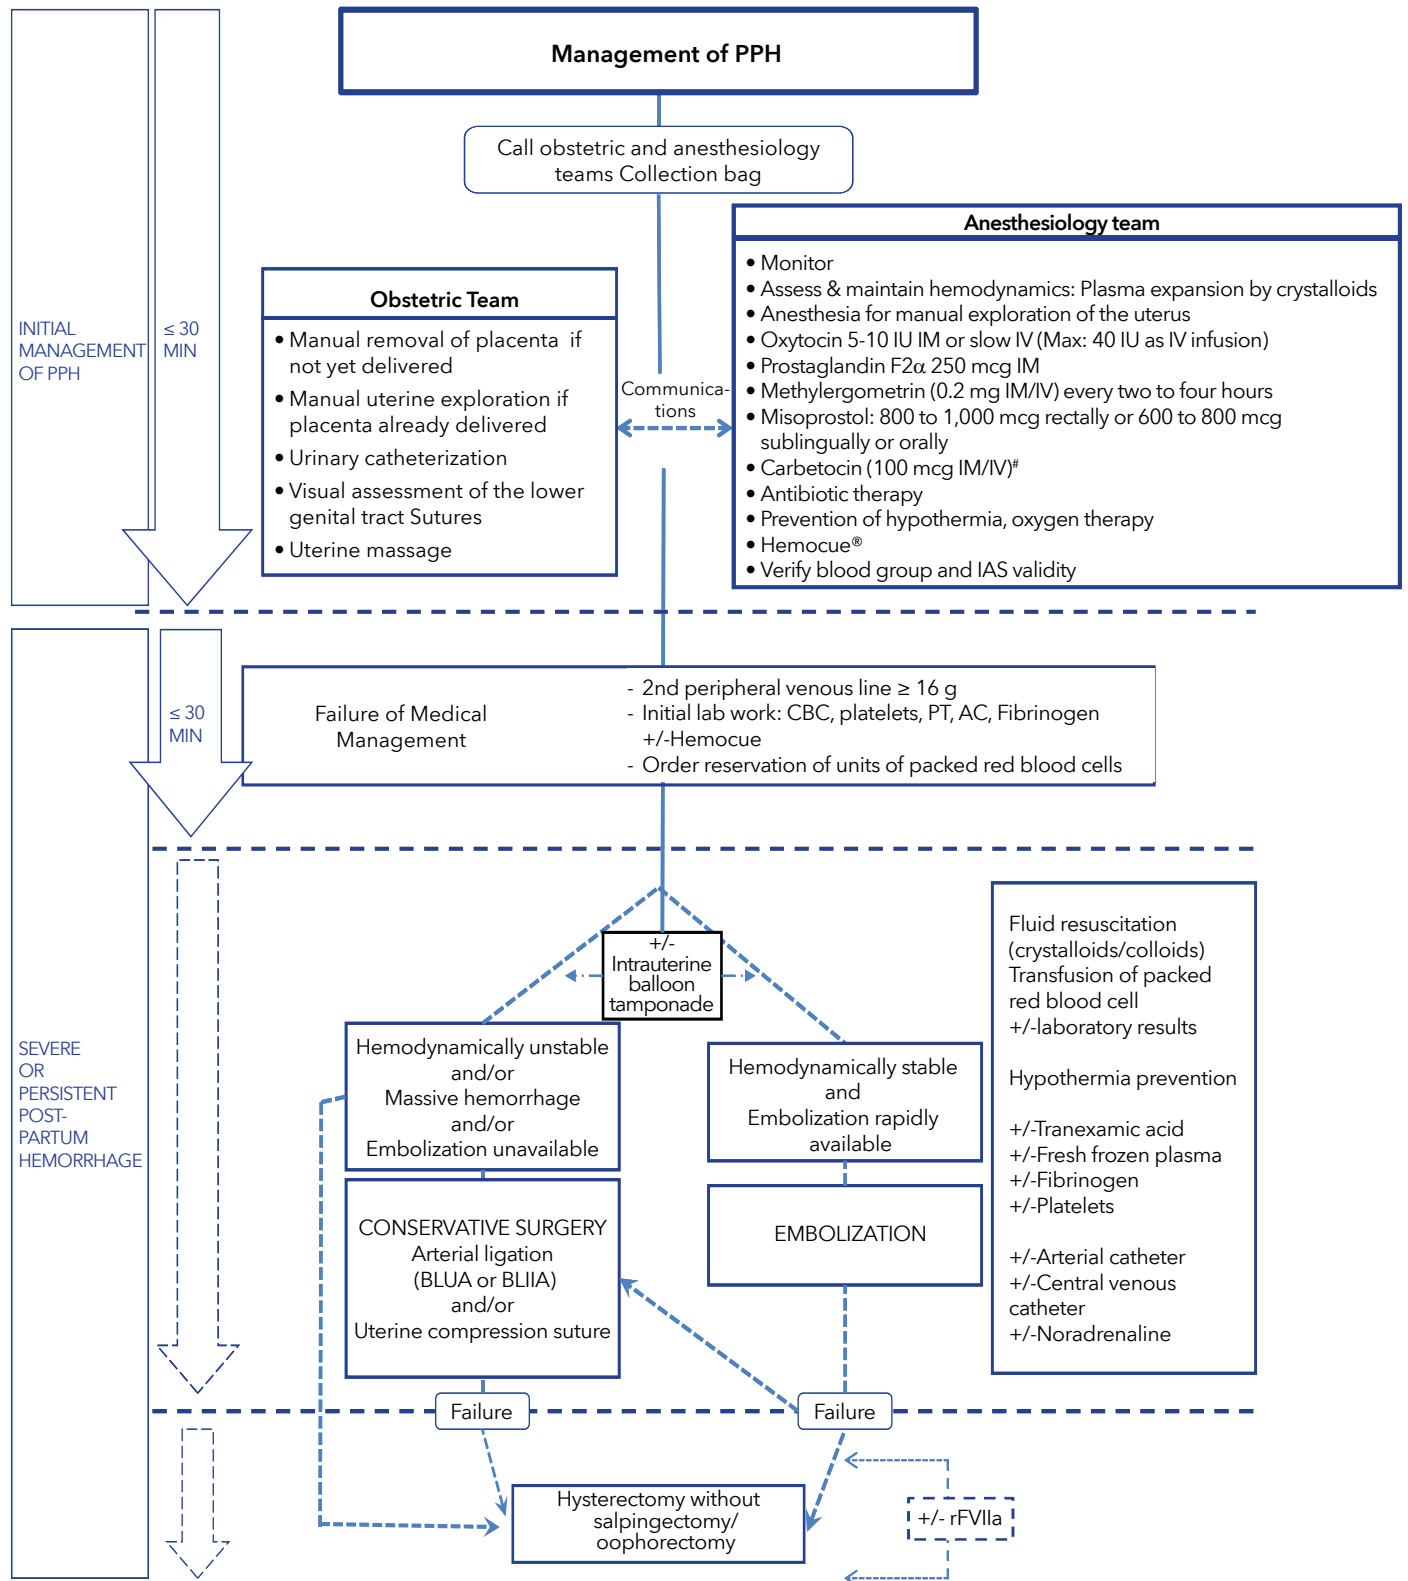 Management of PPH
Call obstetric and anesthesiology
teams Collection bag
INITIAL
MANAGEMENT
OF PPH
≤ 30
MIN
Obstetric Team
• Manual removal of placenta if
not yet delivered
• Manual uterine exploration if
placenta already delivered
• Urinary catheterization
• Visual assessment of the lower
genital tract Sutures
• Uterine massage
Communica-
tions
Anesthesiology team
• Monitor
• Assess & maintain hemodynamics: Plasma expansion by crystalloids
• Anesthesia for manual exploration of the uterus
• Oxytocin 5-10 IU IM or slow IV (Max: 40 IU as IV infusion)
• Prostaglandin F2α 250 mcg IM
• Methylergometrin (0.2 mg IM/IV) every two to four hours
• Misoprostol: 800 to 1,000 mcg rectally or 600 to 800 mcg
sublingually or orally
• Carbetocin (100 mcg IM/IV)#
• Antibiotic therapy
• Prevention of hypothermia, oxygen therapy
• Hemocue®
• Verify blood group and IAS validity
SEVERE
OR
PERSISTENT
POST-
PARTUM
HEMORRHAGE
≤ 30
MIN
Failure of Medical
Management
- 2nd peripheral venous line ≥ 16 g
- Initial lab work: CBC, platelets, PT, AC, Fibrinogen
+/-Hemocue
- Order reservation of units of packed red blood cells
+/-
Intrauterine
balloon
tamponade
Hemodynamically unstable
and/or
Massive hemorrhage
and/or
Embolization unavailable
Hemodynamically stable
and
Embolization rapidly
available
CONSERVATIVE SURGERY
Arterial ligation
(BLUA or BLIIA)
and/or
Uterine compression suture
EMBOLIZATION
Fluid resuscitation
(crystalloids/colloids)
Transfusion of packed
red blood cell
+/-laboratory results
Hypothermia prevention
+/-Tranexamic acid
+/-Fresh frozen plasma
+/-Fibrinogen
+/-Platelets
+/-Arterial catheter
+/-Central venous
catheter
+/-Noradrenaline
Failure
Failure
Hysterectomy without
salpingectomy/
oophorectomy
+/- rFVIIa